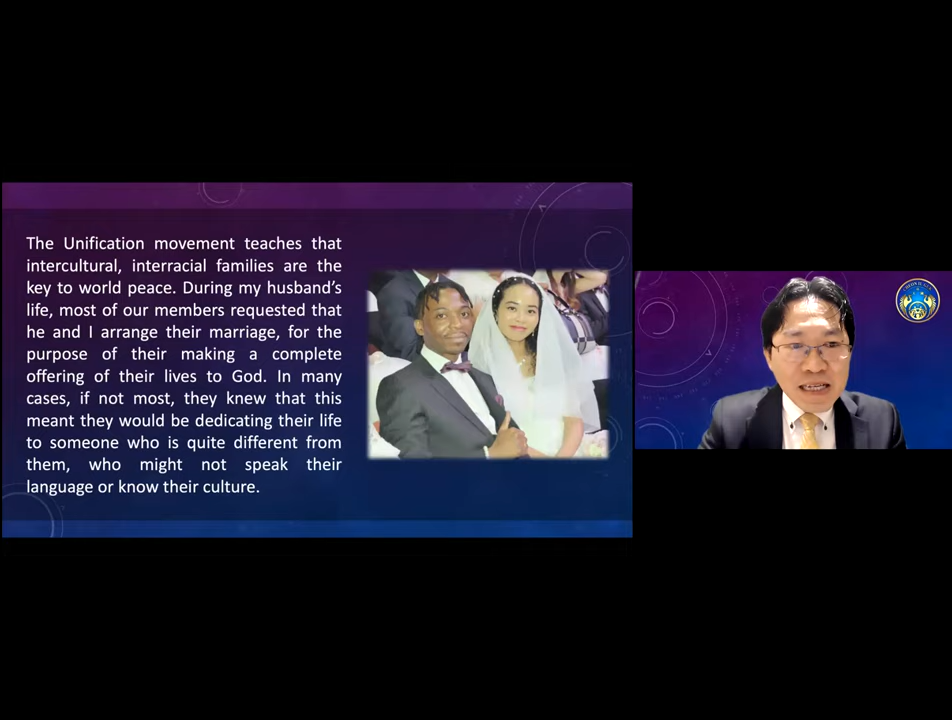 The Unification movement teaches that
intercultural, interracial families are the
key to world peace. During my husband's
life, most of our members requested that
he and I arrange their marriage, for the
purpose of their making a complete
offering of their lives to God. In many
cases, if not most, they knew that this
meant they would be dedicating their life
to someone who is quite different from
them, who might not speak their
language or know their culture.